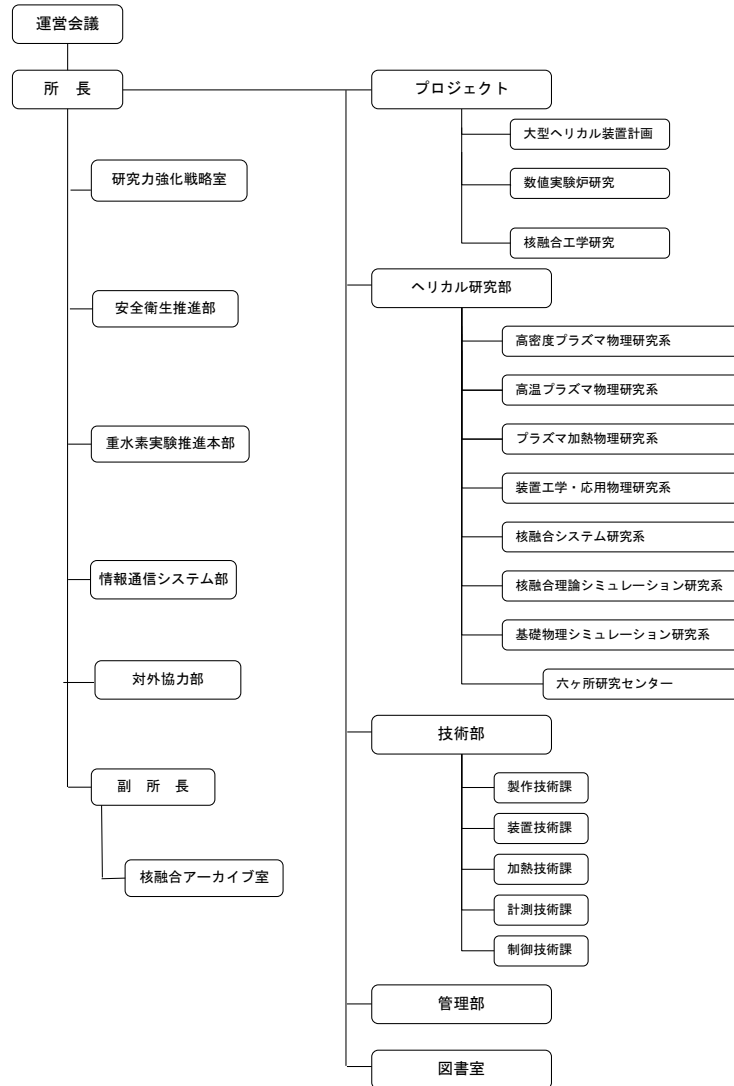 運営会議
所　長
研究力強化戦略室
安全衛生推進部
重水素実験推進本部
情報通信システム部
対外協力部
副　所　長
核融合アーカイブ室
プロジェクト
大型ヘリカル装置計画
数値実験炉研究
核融合工学研究
ヘリカル研究部
高密度プラズマ物理研究系
高温プラズマ物理研究系
プラズマ加熱物理研究系
装置工学・応用物理研究系
核融合システム研究系
核融合理論シミュレーション研究系
基礎物理シミュレーション研究系
六ヶ所研究センター
技術部
製作技術課
装置技術課
加熱技術課
計測技術課
制御技術課
管理部
図書室